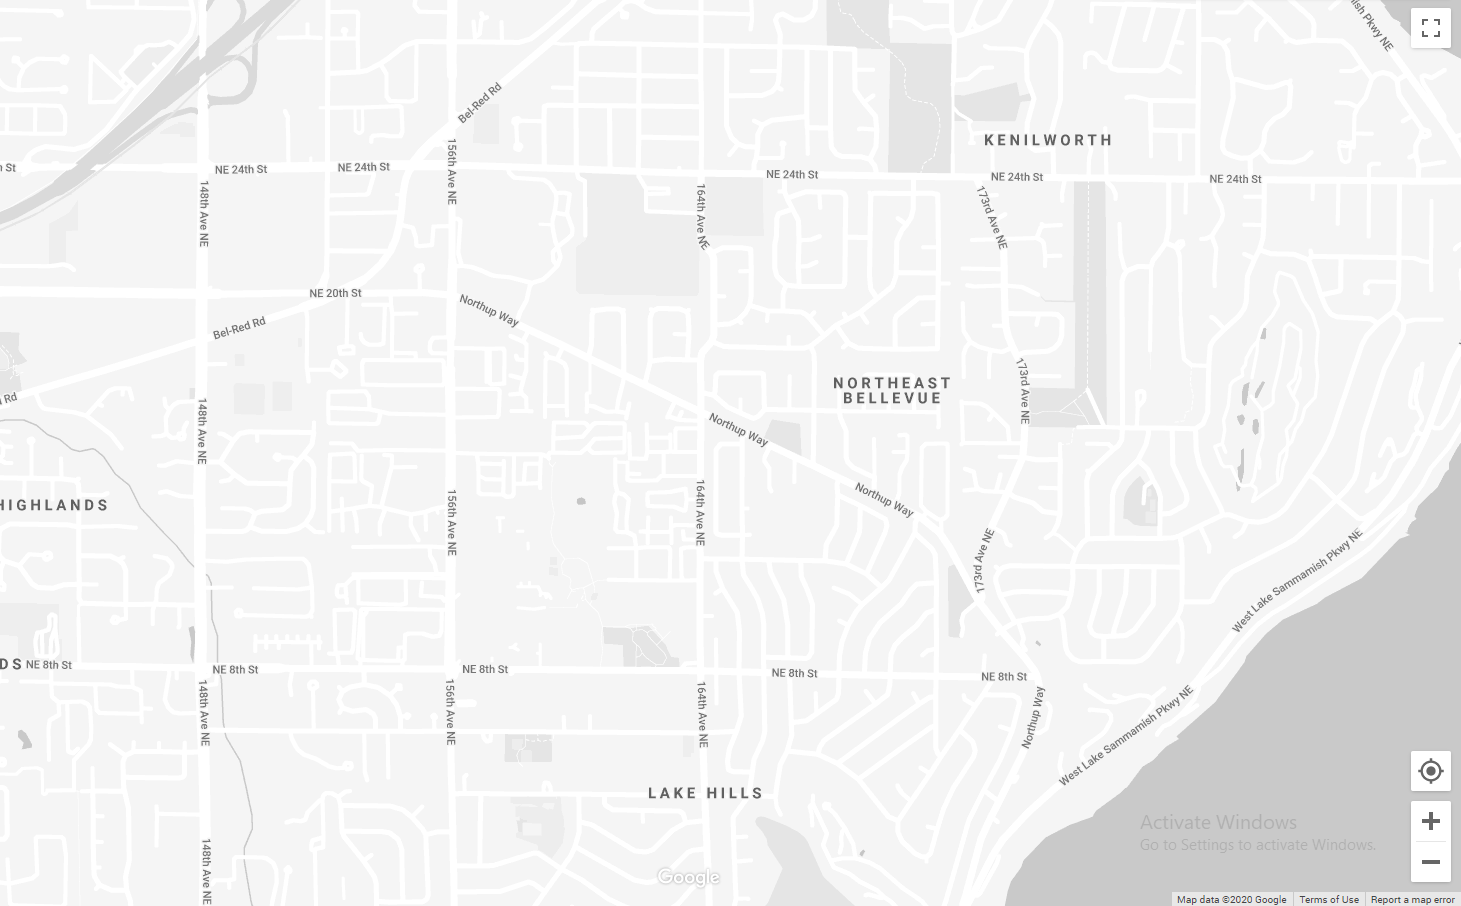 mish Pkwy NE
Bel-Red Rd
KENILWORTH
156th Ave NE
h St
NE 24th St
NE 24th St
NE 24th St
NE 24th St
NE 24th St
148th Ave NE
164th Ave NE
173rd Ave NE
NE 20th St
Northup Way
Bel-Red Rd
173rd Ave NE
NORTHEAST
BELLEVUE
Rd
148th Ave NE
Northup Way
HIGHLANDS
156th Ave NE
164th Ave NE
Northup Way
173rd Ave NE
West Lake Sammamish Pkwy NE
DS
NE 8th St
NE 8th St
NE 8th St
NE 8th St
NE 8th St
148th Ave NE
156th Ave NE
164th Ave NE
Northup Way
West Lake Sammamish Pkwy NE
LAKE HILLS
Activate Windows
Go to Settings to activate Windows.
148th Ave NE
Google
Map data ©2020 Google
Terms of Use
Report a map error